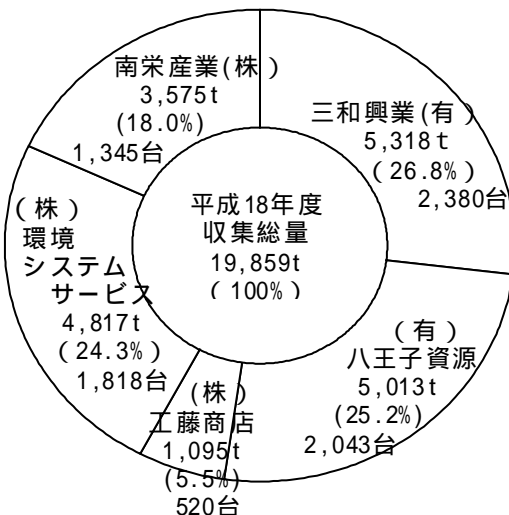 南栄産業(株)
3,575t
(18.0%)
1,345台
三和興業(有)
5,318t
(26.8%)
2,380台
平成18年度
収集総量
19,859t
(100%)
(株)
環境
システム
サービス
4,817t
(24.3%)
1,818台
(有)
八王子資源
5,013t
(25.2%)
2,043台
(株)
工藤商店
1,095t
(5.5%)
520台